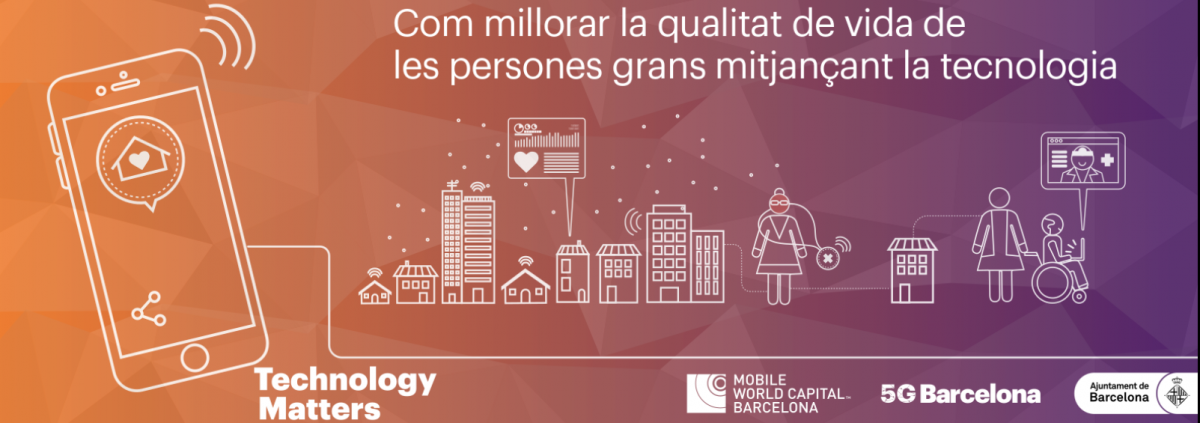 Com millorar la qualitat de vida de
les persones grans mitjançant la tecnologia
Technology
Matters
MOBILE
WORLD CAPITAL™
BARCELONA
5G Barcelona
Ajuntament de
Barcelona